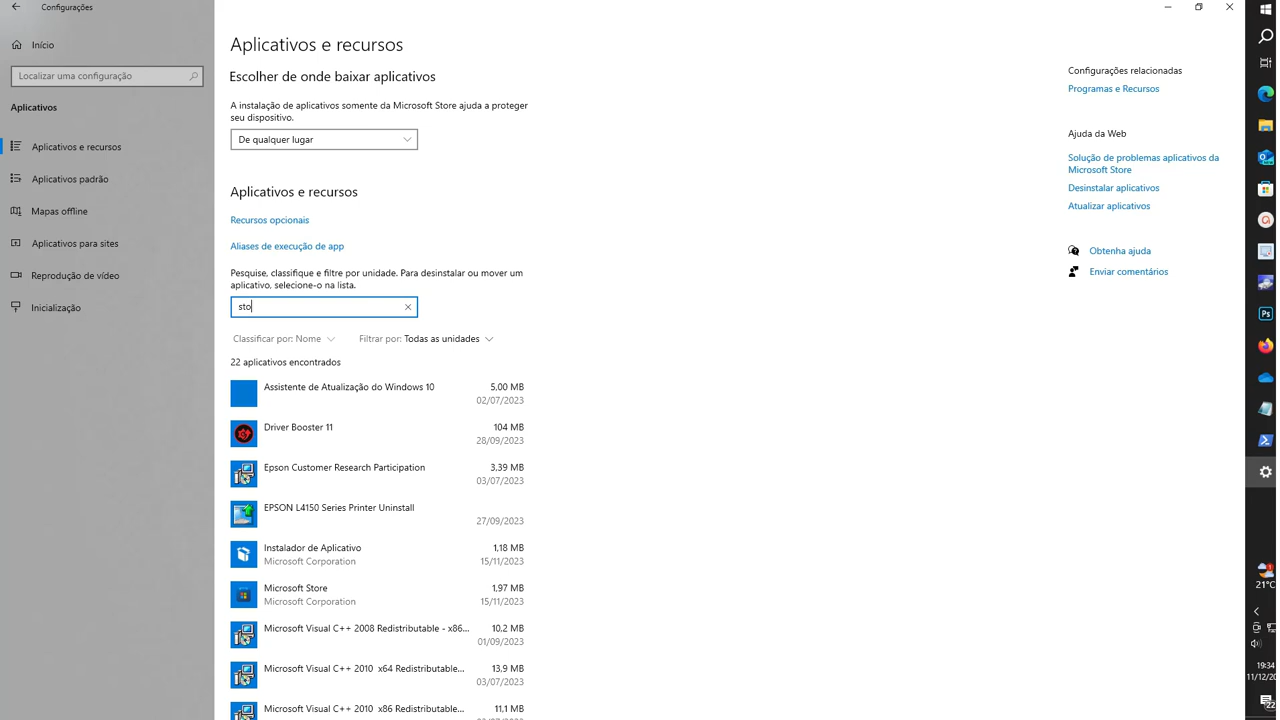 Configurações
Início
Localizar uma configuração
Aplicativos
Aplicativos e recursos
Aplicativos padrão
Mapas offline
Aplicativos para sites
Reprodução de vídeo
Inicialização
Aplicativos e recursos
Escolher de onde baixar aplicativos
A instalação de aplicativos somente da Microsoft Store ajuda a proteger
seu dispositivo.
De qualquer lugar
Aplicativos e recursos
Recursos opcionais
Aliases de execução de app
Pesquise, classifique e filtre por unidade. Para desinstalar ou mover um
aplicativo, selecione-o na lista.
sto
Classificar por: Nome Filtrar por: Todas as unidades
22 aplicativos encontrados
Assistente de Atualização do Windows 10 5,00 MB
02/07/2023
Driver Booster 11 104 MB
28/09/2023
Epson Customer Research Participation 3,39 MB
03/07/2023
EPSON L4150 Series Printer Uninstall
27/09/2023
Instalador de Aplicativo 1,18 MB
Microsoft Corporation 15/11/2023
Microsoft Store 1,97 MB
Microsoft Corporation 15/11/2023
Microsoft Visual C++ 2008 Redistributable - x86... 10,2 MB
01/09/2023
Microsoft Visual C++ 2010 x64 Redistributable... 13,9 MB
03/07/2023
Microsoft Visual C++ 2010 x86 Redistributable... 11,1 MB
Configurações relacionadas
Programas e Recursos
Ajuda da Web
Solução de problemas aplicativos da
Microsoft Store
Desinstalar aplicativos
Atualizar aplicativos
Obtenha ajuda
Enviar comentários
Ps
21°C
19:34
11/12/20
22